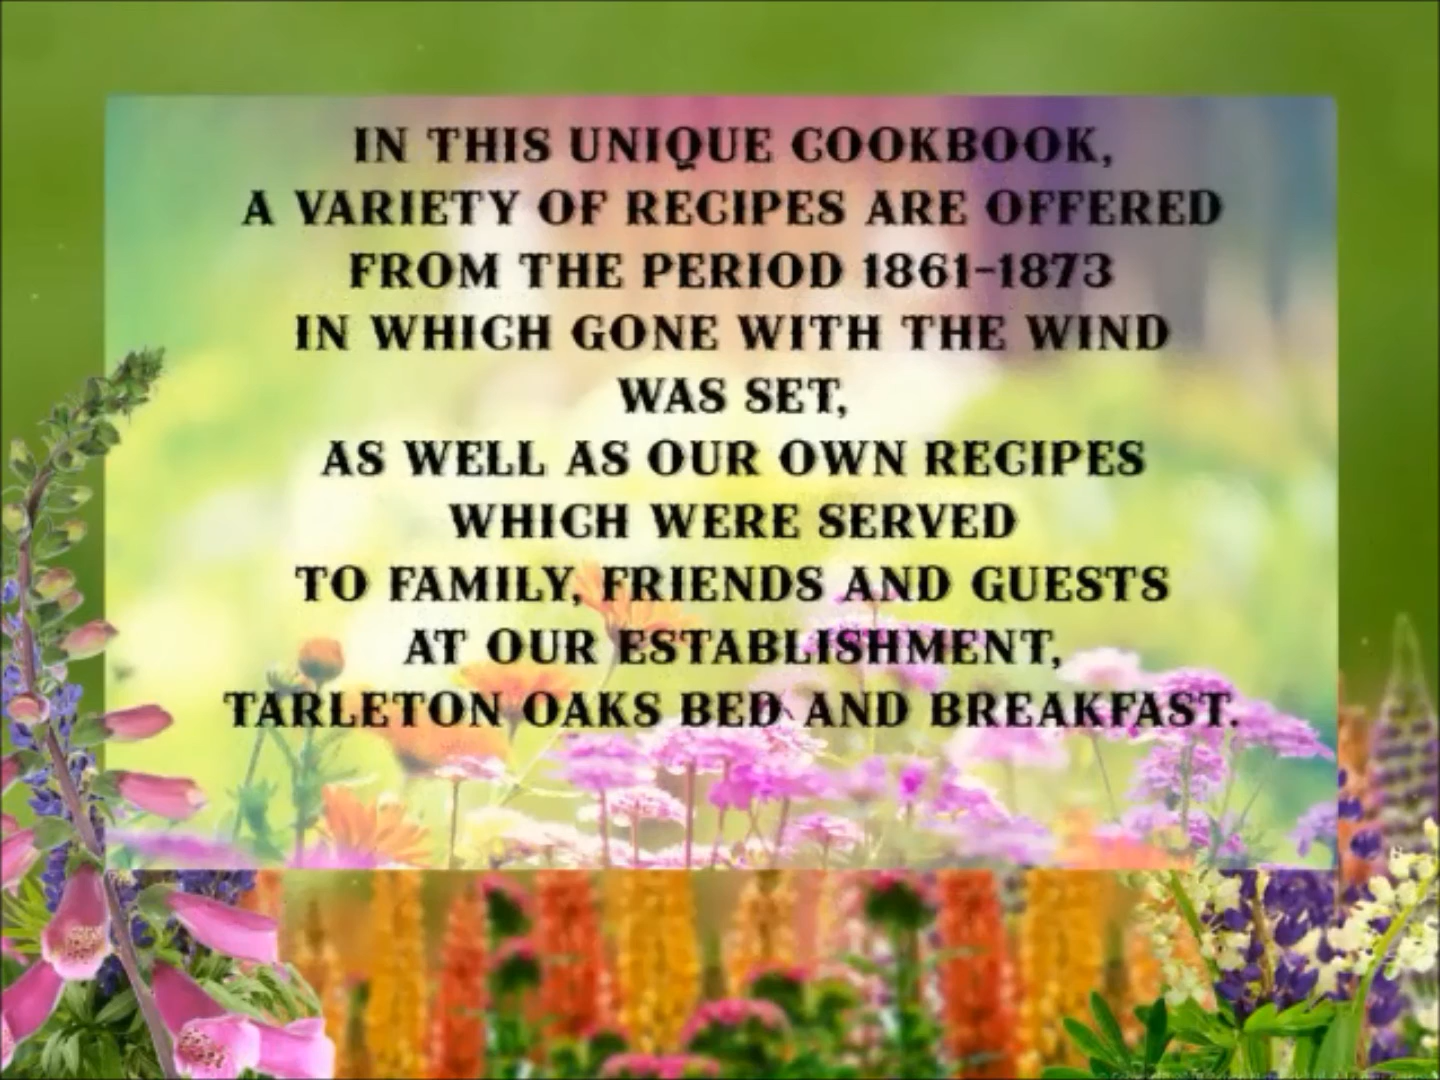 IN THIS UNIQUE COOKBOOK,
A VARIETY OF RECIPES ARE OFFERED
FROM THE PERIOD 1861-1873
IN WHICH GONE WITH THE WIND
WAS SET,
AS WELL AS OUR OWN RECIPES
WHICH WERE SERVED
TO FAMILY, FRIENDS AND GUESTS
AT OUR ESTABLISHMENT,
TARLETON OAKS BED AND BREAKFAST.